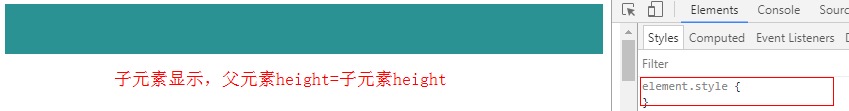 Elements Console Sourc
Styles Computed Event Listeners D
Filter
element.style {
}
子元素显示，父元素height=子元素height